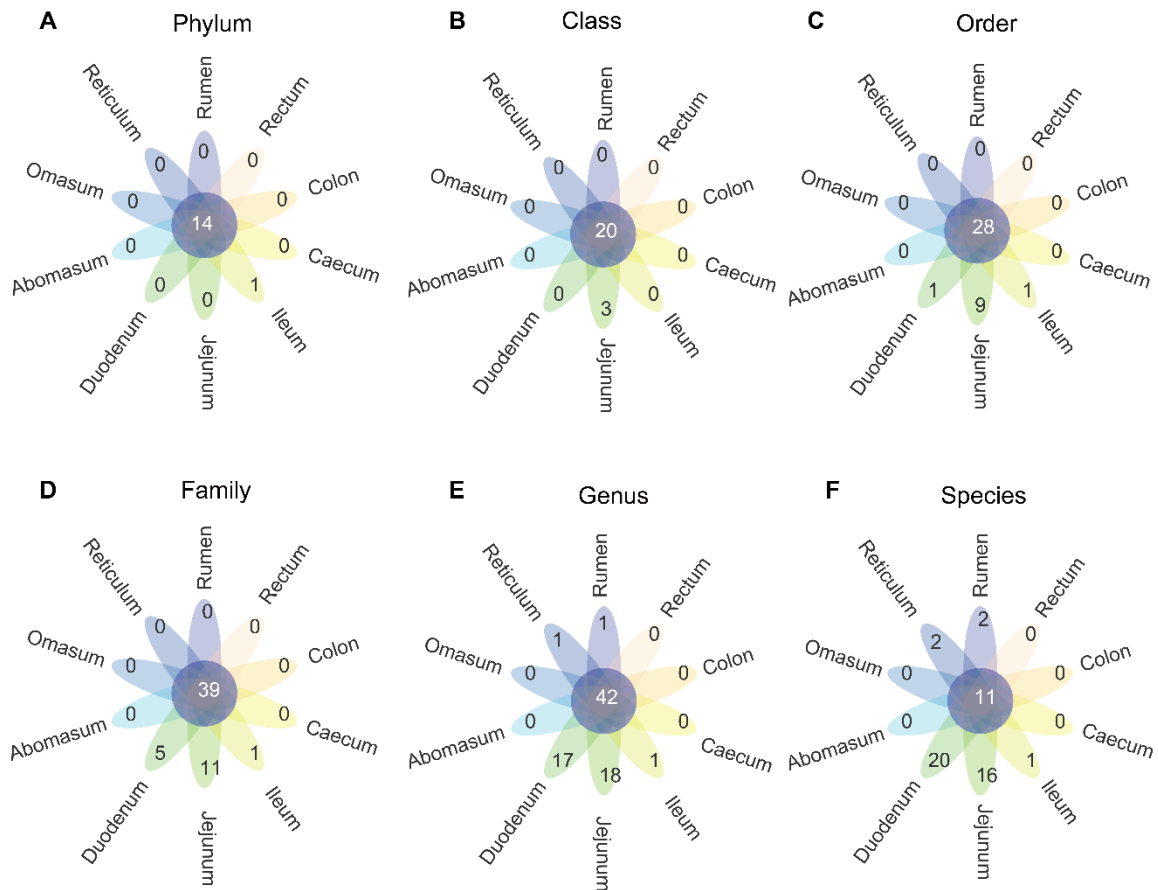 A Phylum
Rumen
Reticulum
Rectum
Omasum
Colon
Abomasum
Caecum
Duodenum
Ileum
Jejunum
0
0
0
0
0
14
0
0
0
1
0
B Class
Rumen
Reticulum
Rectum
Omasum
Colon
Abomasum
Caecum
Duodenum
Ileum
Jejunum
0
0
0
0
0
20
0
0
0
0
3
C Order
Rumen
Reticulum
Rectum
Omasum
Colon
Abomasum
Caecum
Duodenum
Ileum
Jejunum
0
0
0
0
0
28
0
0
1
1
9
D Family
Rumen
Reticulum
Rectum
Omasum
Colon
Abomasum
Caecum
Duodenum
Ileum
Jejunum
0
0
0
0
0
39
0
0
5
1
11
E Genus
Rumen
Reticulum
Rectum
Omasum
Colon
Abomasum
Caecum
Duodenum
Ileum
Jejunum
1
1
0
0
0
42
0
0
17
1
18
F Species
Rumen
Reticulum
Rectum
Omasum
Colon
Abomasum
Caecum
Duodenum
Ileum
Jejunum
2
2
0
0
0
11
0
0
20
1
16